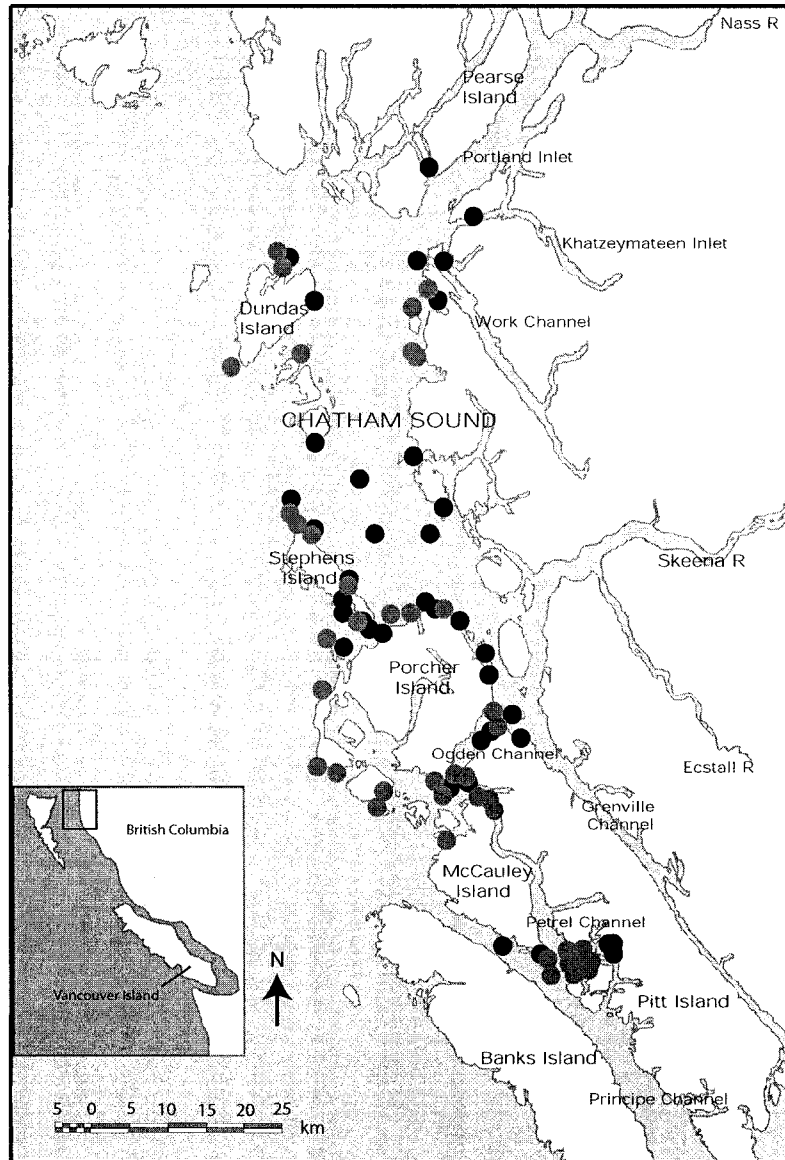 Nass R
Pearse
Island
Portland Inlet
Khatzeymateen Inlet
Dundas
Island
Work Channel
CHATHAM SOUND
Stephens
Island
Skeena R
Porcher
Island
Ogden Channel
Ecstall R
Grenville
Channel
British Columbia
McCauley
Island
Petrel Channel
N
Vancouver Island
Pitt Island
Banks Island
Principe Channel
5 0 5 10 15 20 25
km